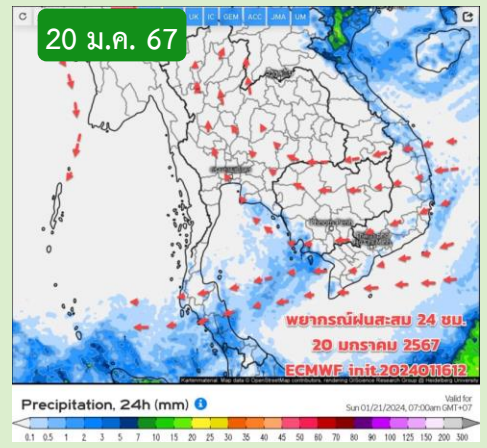 UK IC GEM ACC JMA UM
20 ม.ค. 67
พยากรณ์ฝนสะสม 24 ชม.
20 มกราคม 2567
ECMWF init.2024011612
Precipitation, 24h (mm)
Valid for
Sun 01/21/2024, 07:00am GMT+07
0.1 0.5 1 2 3 5 7 10 15 20 25 30 35 40 45 50 60 70 80 90 100 125 150 200 300